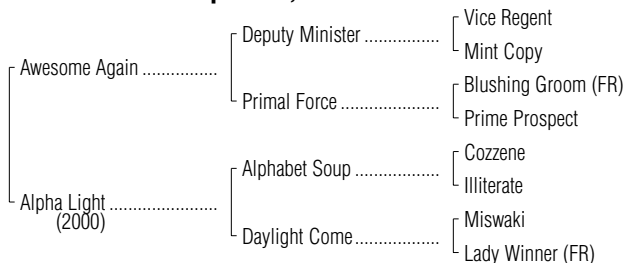 Vice Regent
Deputy Minister ..................
Mint Copy
Awesome Again ................
Blushing Groom (FR)
Primal Force .......................
Prime Prospect
Cozzene
Alphabet Soup ....................
Illiterate
Alpha Light .......................
(2000)
Miswaki
Daylight Come....................
Lady Winner (FR)